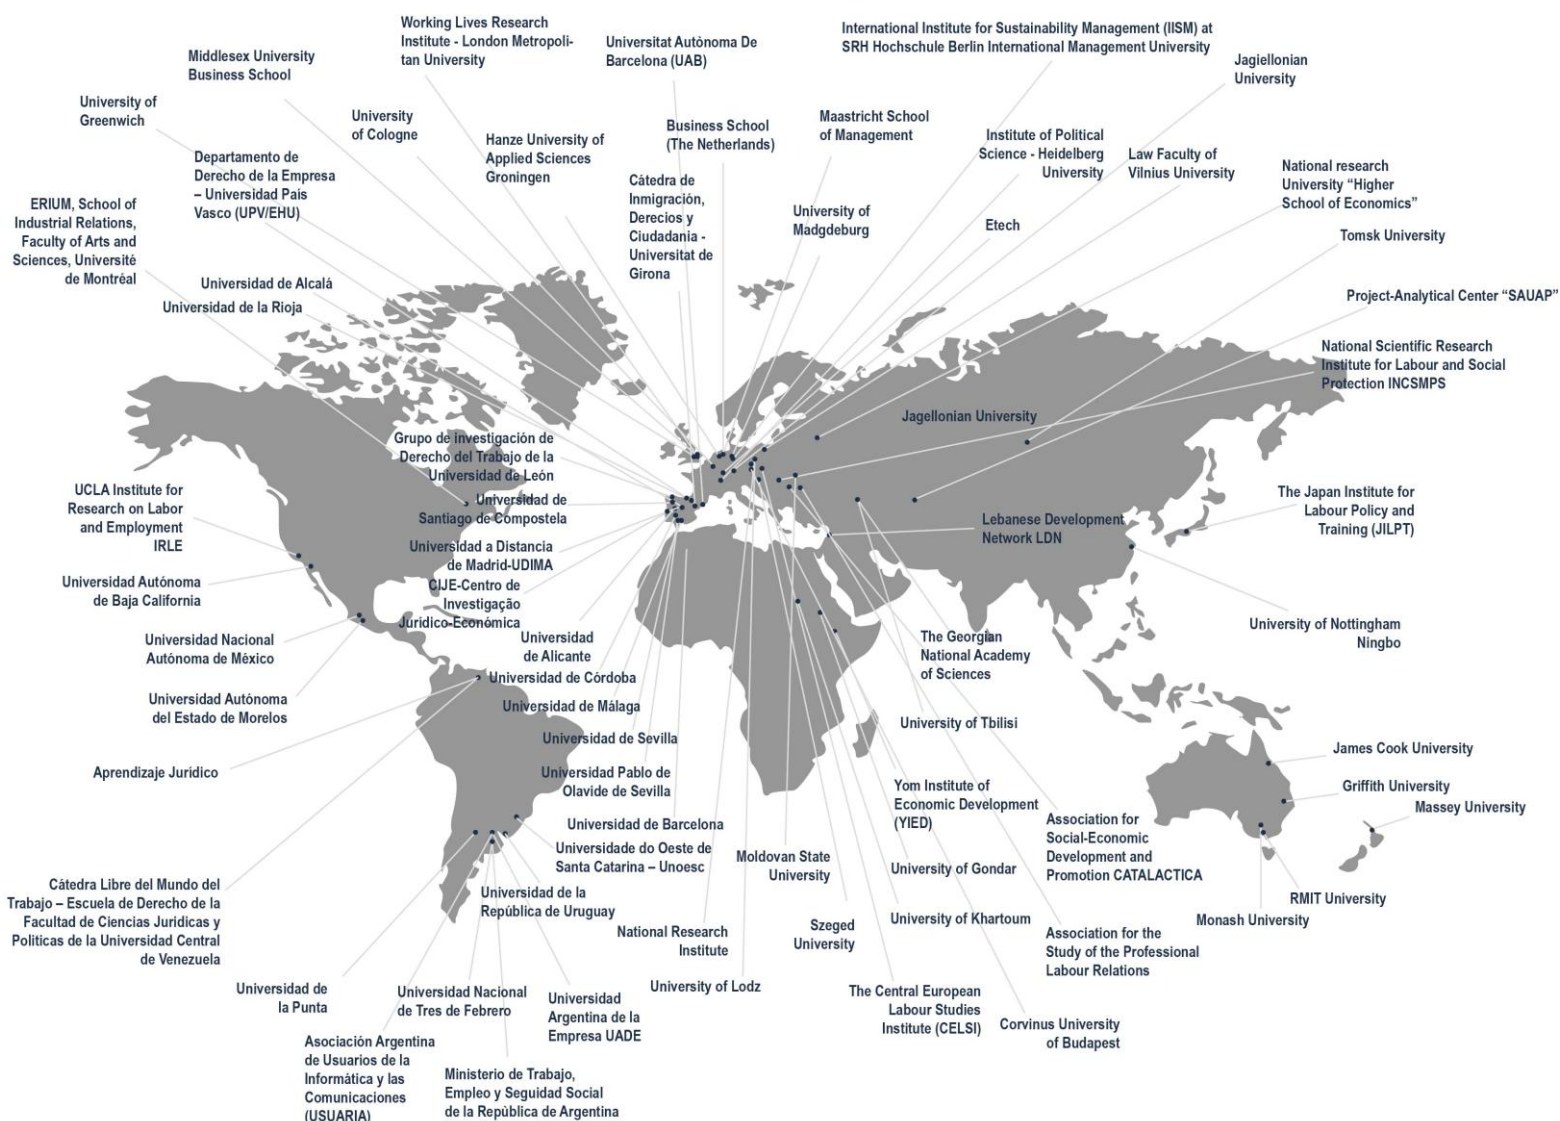 Working Lives Research
Institute - London Metropoli-
tan University
Universitat Autònoma De
Barcelona (UAB)
International Institute for Sustainability Management (IISM) at
SRH Hochschule Berlin International Management University
Middlesex University
Business School
Jagiellonian
University
University of
Greenwich
University
of Cologne
Hanze University of
Applied Sciences
Groningen
Business School
(The Netherlands)
Maastricht School
of Management
Institute of Political
Science - Heidelberg
University
Law Faculty of
Vilnius University
National research
University “Higher
School of Economics”
Departamento de
Derecho de la Empresa
– Universidad Pais
Vasco (UPV/EHU)
Cátedra de
Inmigración,
Derecios y
Ciudadania -
Universitat de
Girona
University of
Madgdeburg
Etech
Tomsk University
ERIUM, School of
Industrial Relations,
Faculty of Arts and
Sciences, Université
de Montréal
Universidad de Alcalá
Universidad de la Rioja
Project-Analytical Center “SAUAP”
National Scientific Research
Institute for Labour and Social
Protection INCSMPS
Jagellonian University
Grupo de investigación de
Derecho del Trabajo de la
Universidad de León
UCLA Institute for
Research on Labor
and Employment
IRLE
Universidad de
Santiago de Compostela
Lebanese Development
Network LDN
The Japan Institute for
Labour Policy and
Training (JILPT)
Universidad a Distancia
de Madrid-UDIMA
Universidad Autónoma
de Baja California
CIJE-Centro de
Investigação
Jurídico-Económica
Universidad Nacional
Autónoma de México
Universidad
de Alicante
The Georgian
National Academy
of Sciences
University of Nottingham
Ningbo
Universidad de Córdoba
Universidad Autònoma
del Estado de Morelos
Universidad de Málaga
University of Tbilisi
Universidad de Sevilla
James Cook University
Aprendizaje Jurídico
Universidad Pablo de
Olavide de Sevilla
Yom Institute of
Economic Development
(YIED)
Griffith University
Massey University
Universidad de Barcelona
Association for
Social-Economic
Development and
Promotion CATALACTICA
Universidade do Oeste de
Santa Catarina – Unoesc
Moldovan State
University
University of Gondar
Cátedra Libre del Mundo del
Trabajo – Escuela de Derecho de la
Facultad de Ciencias Juridicas y
Politicas de la Universidad Central
de Venezuela
Universidad de la
República de Uruguay
RMIT University
Monash University
National Research
Institute
Szeged
University
University of Khartoum
Association for the
Study of the Professional
Labour Relations
University of Lodz
Universidad de
la Punta
Universidad Nacional
de Tres de Febrero
Universidad
Argentina de la
Empresa UADE
The Central European
Labour Studies
Institute (CELSI)
Corvinus University
of Budapest
Asociación Argentina
de Usuarios de la
Informática y las
Comunicaciones
(USUARIA)
Ministerio de Trabajo,
Empleo y Seguidad Social
de la Repùblica de Argentina